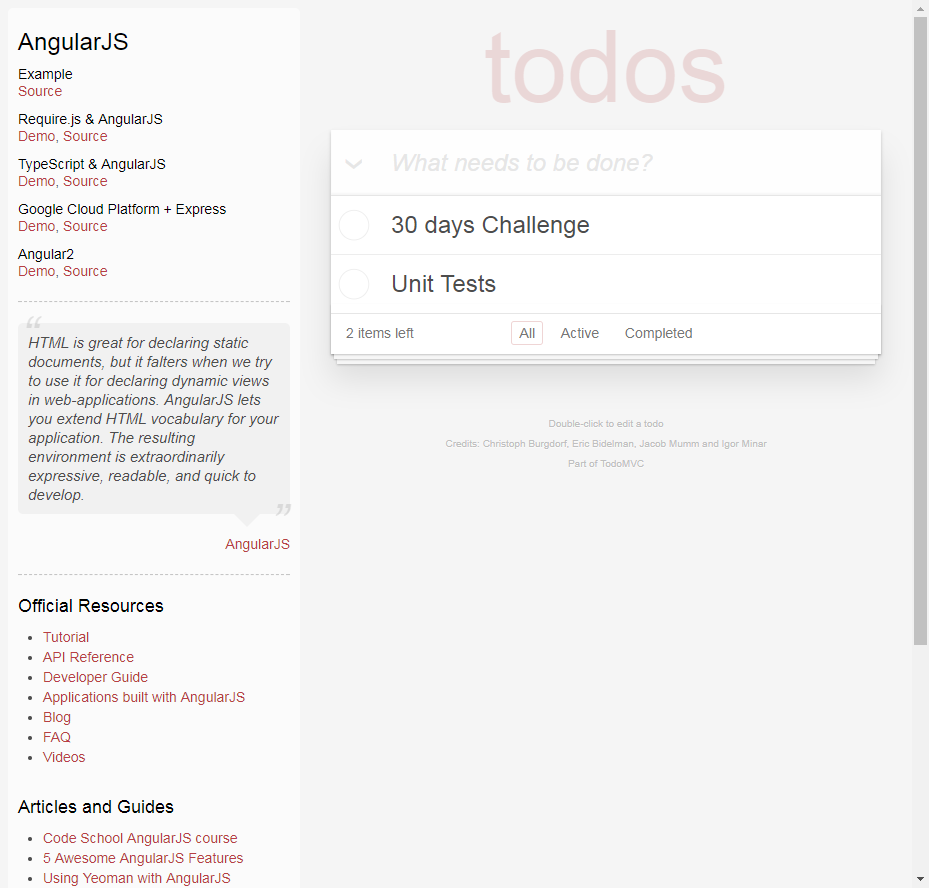 AngularJS
Example
Source
Require.js & AngularJS
Demo, Source
TypeScript & AngularJS
Demo, Source
Google Cloud Platform + Express
Demo, Source
Angular2
Demo, Source
“
HTML is great for declaring static
documents, but it falters when we try
to use it for declaring dynamic views
in web-applications. AngularJS lets
you extend HTML vocabulary for your
application. The resulting
environment is extraordinarily
expressive, readable, and quick to
develop.
”
AngularJS
Official Resources
Tutorial
API Reference
Developer Guide
Applications built with AngularJS
Blog
FAQ
Videos
Articles and Guides
Code School AngularJS course
5 Awesome AngularJS Features
Using Yeoman with AngularJS
todos
What needs to be done?
30 days Challenge
Unit Tests
2 items left All Active Completed
Double-click to edit a todo
Credits: Christoph Burgdorf, Eric Bidelman, Jacob Mumm and Igor Minar
Part of TodoMVC